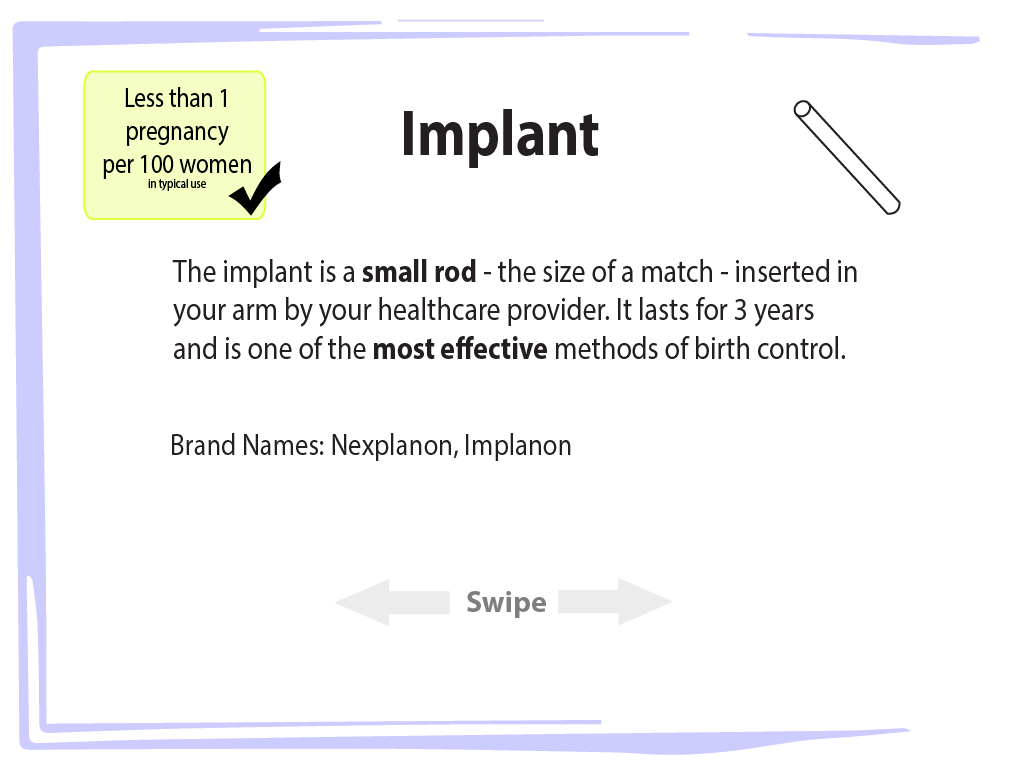 Less than 1
pregnancy
per 100 women
in typical use
Implant
The implant is a small rod - the size of a match - inserted in
your arm by your healthcare provider. It lasts for 3 years
and is one of the most effective methods of birth control.
Brand Names: Nexplanon, Implanon
Swipe